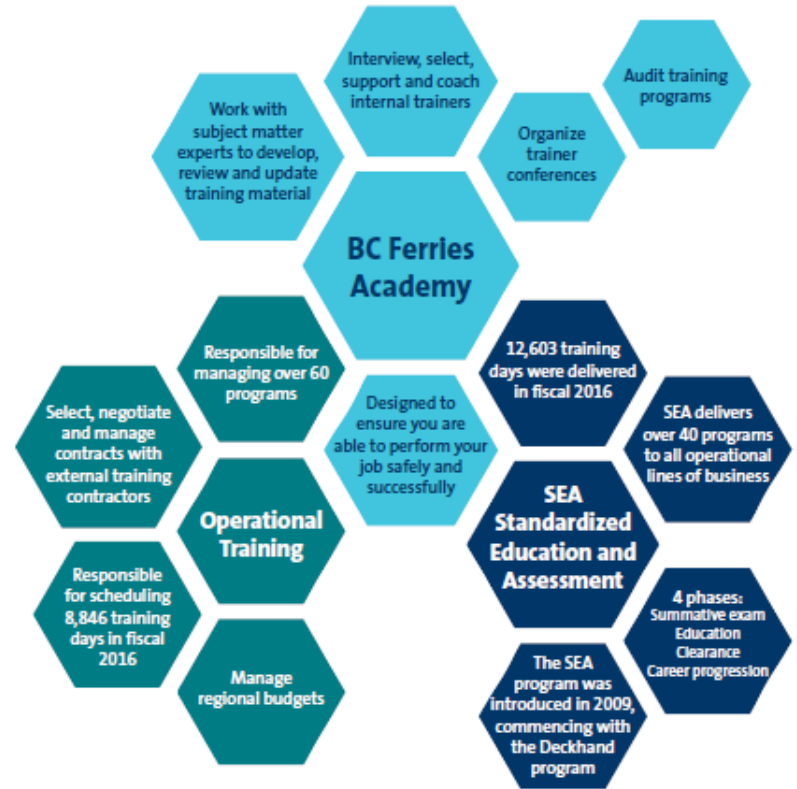 Interview, select,
support and coach
internal trainers
Audit training
programs
Work with
subject matter
experts to develop,
review and update
training material
Organize
trainer
conferences
BC Ferries
Academy
Responsible for
managing over 60
programs
12,603 training
days were delivered
in fiscal 2016
Designed to
ensure you are
able to perform your
job safely and
successfully
Select, negotiate
and manage
contracts with
external training
contractors
SEA delivers
over 40 programs
to all operational
lines of business
Operational
Training
SEA
Standardized
Education and
Assessment
Responsible
for scheduling
8,846 training
days in fiscal
2016
4 phases:
Summative exam
Education
Clearance
Career progression
Manage
regional budgets
The SEA
program was
introduced in 2009,
commencing with
the Deckhand
program